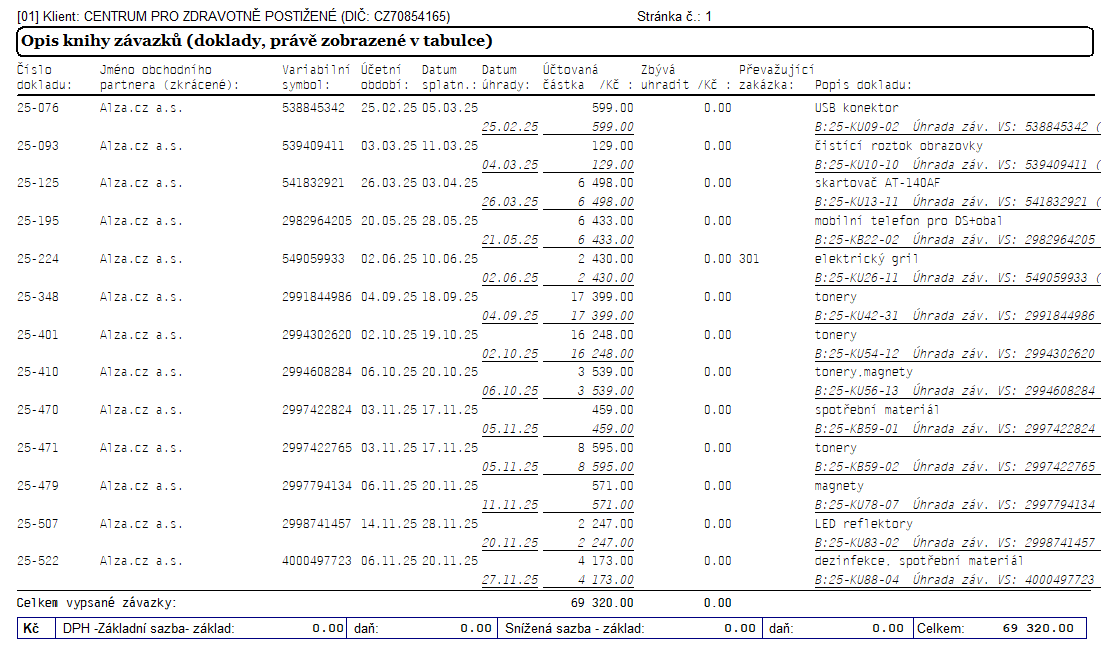 [01] Klient: CENTRUM PRO ZDRAVOTNĚ POSTIŽENÉ (DIČ: CZ70854165) Stránka č.: 1
Opis knihy závazků (doklady, právě zobrazené v tabulce)
Číslo Jméno obchodního Variabilní Účetní Datum Datum Účtovaná Zbývá Převažující
dokladu: partnera (zkrácené): symbol: období: splatn.: úhrady: částka /Kč : uhradit /Kč : zakázka: Popis dokladu:
25-076 Alza.cz a.s. 538845342 25.02.25 05.03.25 599.00 0.00 USB konektor
25.02.25 599.00 B:25-KU09-02 Úhrada záv. VS: 538845342 (
25-093 Alza.cz a.s. 539409411 03.03.25 11.03.25 129.00 0.00 čistící roztok obrazovky
04.03.25 129.00 B:25-KU10-10 Úhrada záv. VS: 539409411 (
25-125 Alza.cz a.s. 541832921 26.03.25 03.04.25 6 498.00 0.00 skartovač AT-140AF
26.03.25 6 498.00 B:25-KU13-11 Úhrada záv. VS: 541832921 (
25-195 Alza.cz a.s. 2982964205 20.05.25 28.05.25 6 433.00 0.00 mobilní telefon pro DS+obal
21.05.25 6 433.00 B:25-KB22-02 Úhrada záv. VS: 2982964205
25-224 Alza.cz a.s. 549059933 02.06.25 10.06.25 2 430.00 0.00 301 elektrický gril
02.06.25 2 430.00 B:25-KU26-11 Úhrada záv. VS: 549059933 (
25-348 Alza.cz a.s. 2991844986 04.09.25 18.09.25 17 399.00 0.00 tonery
04.09.25 17 399.00 B:25-KU42-31 Úhrada záv. VS: 2991844986
25-401 Alza.cz a.s. 2994302620 02.10.25 19.10.25 16 248.00 0.00 tonery
02.10.25 16 248.00 B:25-KU54-12 Úhrada záv. VS: 2994302620
25-410 Alza.cz a.s. 2994608284 06.10.25 20.10.25 3 539.00 0.00 tonery,magnety
06.10.25 3 539.00 B:25-KU56-13 Úhrada záv. VS: 2994608284
25-470 Alza.cz a.s. 2997422824 03.11.25 17.11.25 459.00 0.00 spotřební materiál
05.11.25 459.00 B:25-KB59-01 Úhrada záv. VS: 2997422824
25-471 Alza.cz a.s. 2997422765 03.11.25 17.11.25 8 595.00 0.00 tonery
05.11.25 8 595.00 B:25-KB59-02 Úhrada záv. VS: 2997422765
25-479 Alza.cz a.s. 2997794134 06.11.25 20.11.25 571.00 0.00 magnety
11.11.25 571.00 B:25-KU78-07 Úhrada záv. VS: 2997794134
25-507 Alza.cz a.s. 2998741457 14.11.25 28.11.25 2 247.00 0.00 LED reflektory
20.11.25 2 247.00 B:25-KU83-02 Úhrada záv. VS: 2998741457
25-522 Alza.cz a.s. 4000497723 06.11.25 20.11.25 4 173.00 0.00 dezinfekce, spotřební materiál
27.11.25 4 173.00 B:25-KU88-04 Úhrada záv. VS: 4000497723
Celkem vypsané závazky: 69 320.00 0.00
Kč DPH -Základní sazba- základ: 0.00 daň: 0.00 Snížená sazba - základ: 0.00 daň: 0.00 Celkem: 69 320.00